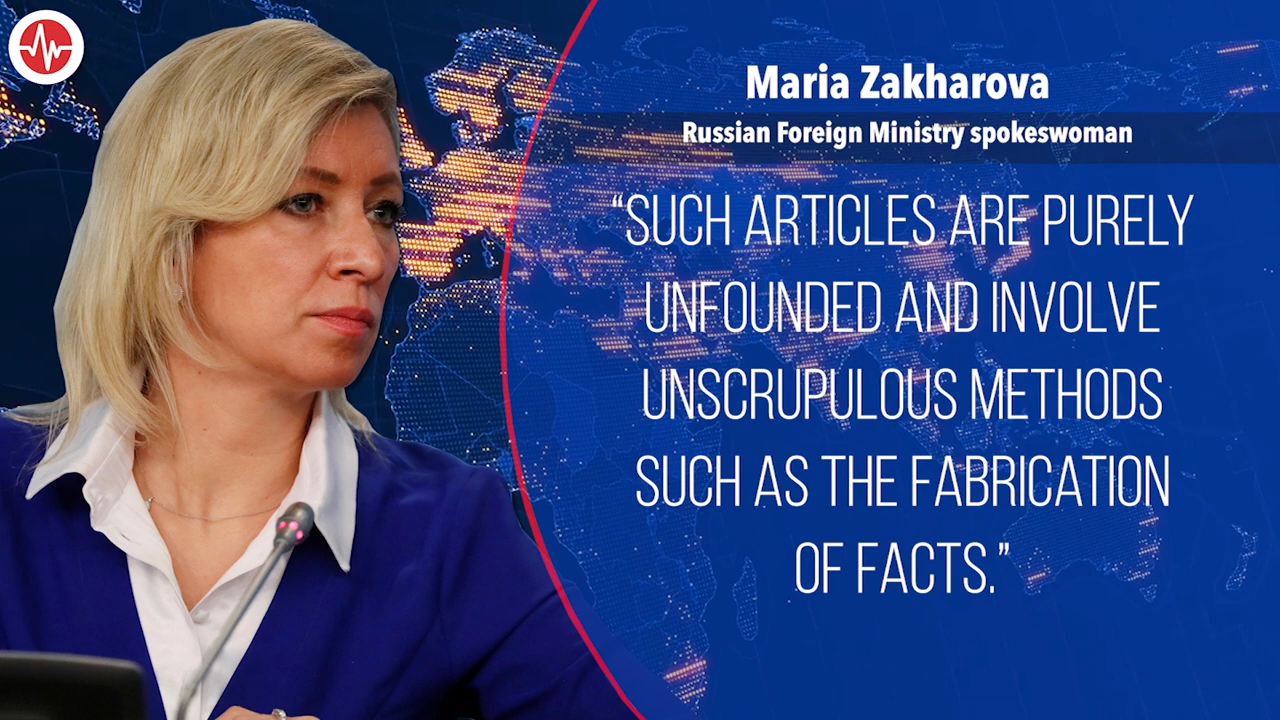 Maria Zakharova
Russian Foreign Ministry spokeswoman
“SUCH ARTICLES ARE PURELY
UNFOUNDED AND INVOLVE
UNSCRUPULOUS METHODS
SUCH AS THE FABRICATION
OF FACTS.”